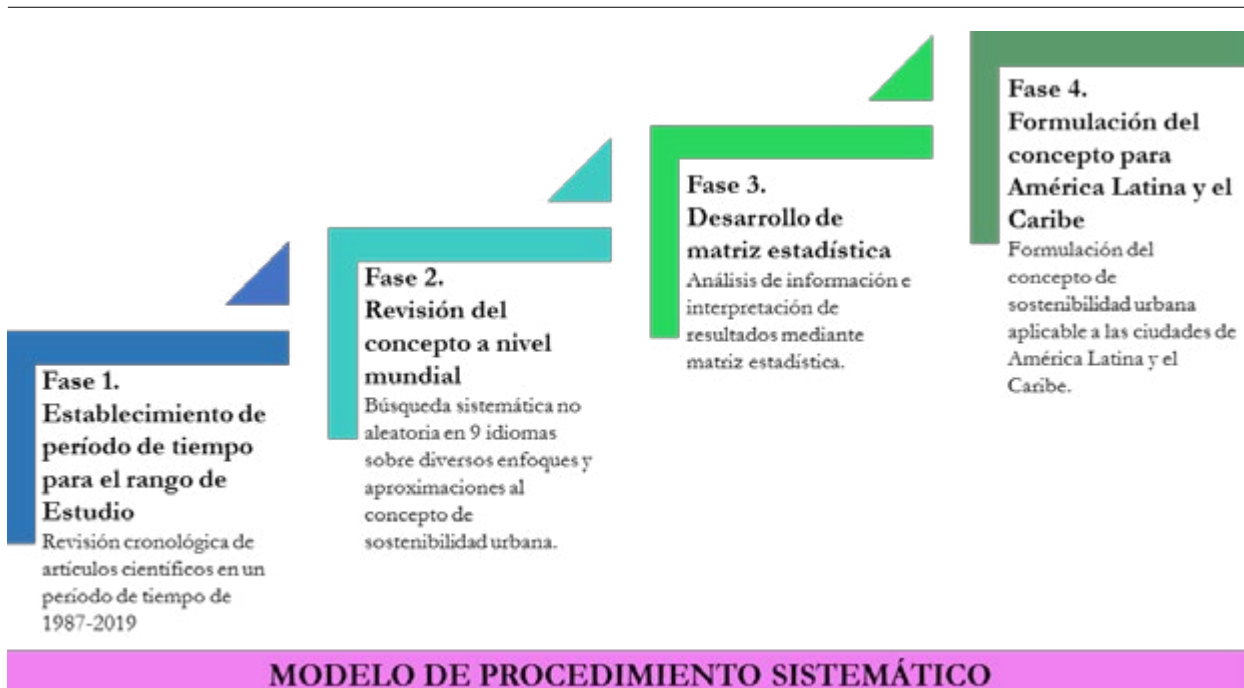 Fase 1.
Establecimiento de
período de tiempo
para el rango de
Estudio
Revisión cronológica de
artículos científicos en un
período de tiempo de
1987-2019
Fase 2.
Revisión del
concepto a nivel
mundial
Búsqueda sistemática no
aleatoria en 9 idiomas
sobre diversos enfoques y
aproximaciones al
concepto de
sostenibilidad urbana.
Fase 3.
Desarrollo de
matriz estadística
Análisis de información e
interpretación de
resultados mediante
matriz estadística.
Fase 4.
Formulación del
concepto para
América Latina y el
Caribe
Formulación del
concepto de
sostenibilidad urbana
aplicable a las ciudades de
América Latina y el
Caribe.
MODELO DE PROCEDIMIENTO SISTEMÁTICO